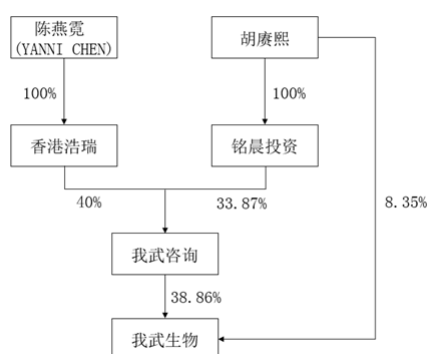 陈燕霓
(YANNI CHEN)
胡赓熙
100%
100%
香港浩瑞
铭晨投资
40%
33.87%
8.35%
我武咨询
38.86%
我武生物